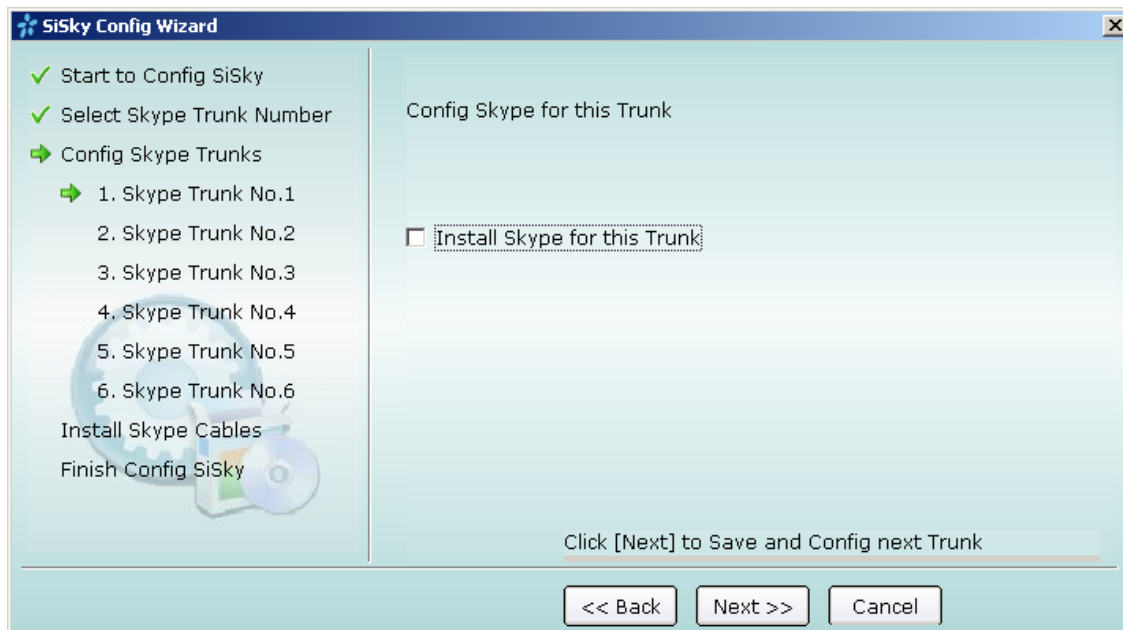 SiSky Config Wizard
Start to Config SiSky
Select Skype Trunk Number
Config Skype Trunks
1. Skype Trunk No.1
2. Skype Trunk No.2
3. Skype Trunk No.3
4. Skype Trunk No.4
5. Skype Trunk No.5
6. Skype Trunk No.6
Install Skype Cables
Finish Config SiSky
Config Skype for this Trunk
Install Skype for this Trunk
Click [Next] to Save and Config next Trunk
<< Back
Next >>
Cancel